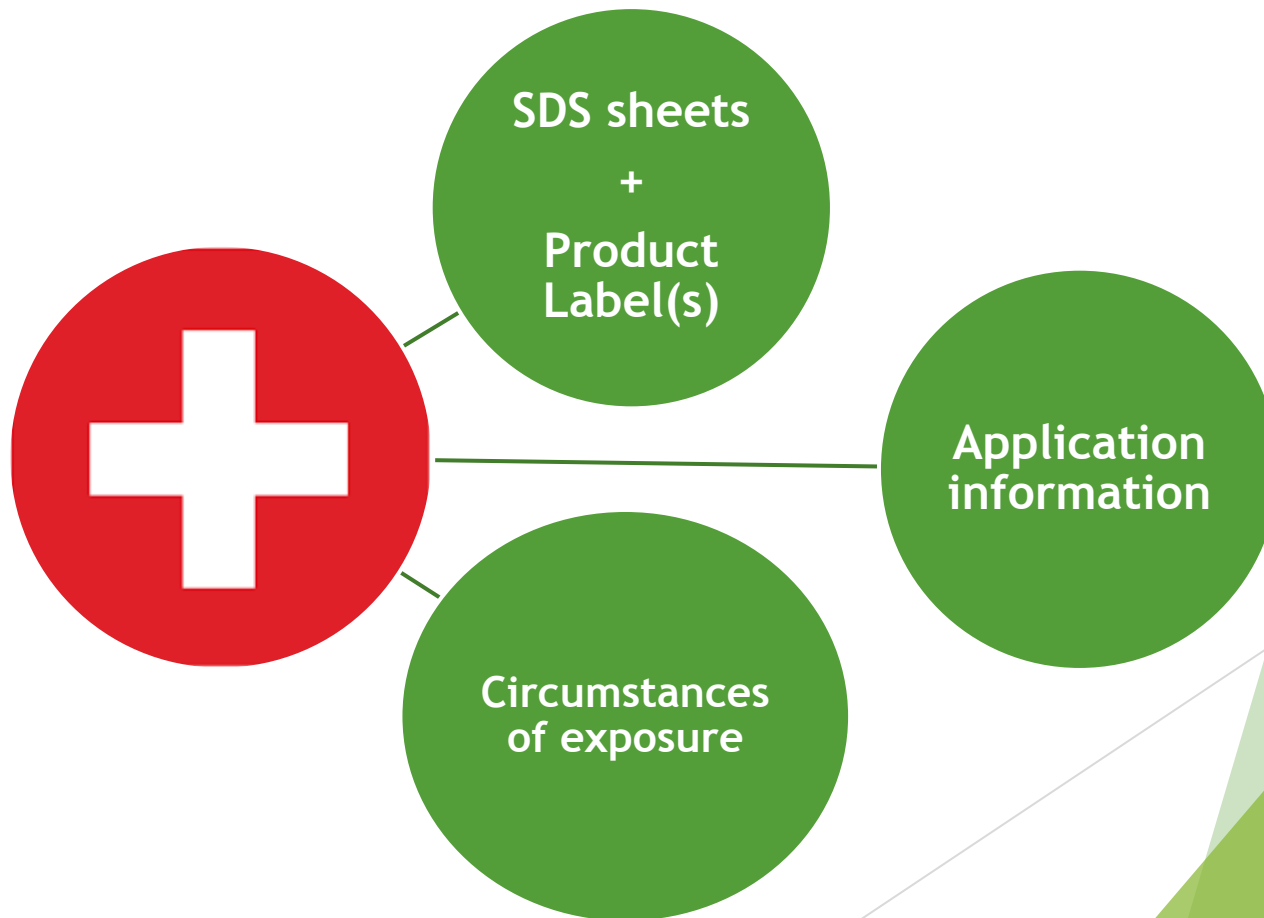 SDS sheets
+
Product
Label(s)
Application
information
Circumstances
of exposure